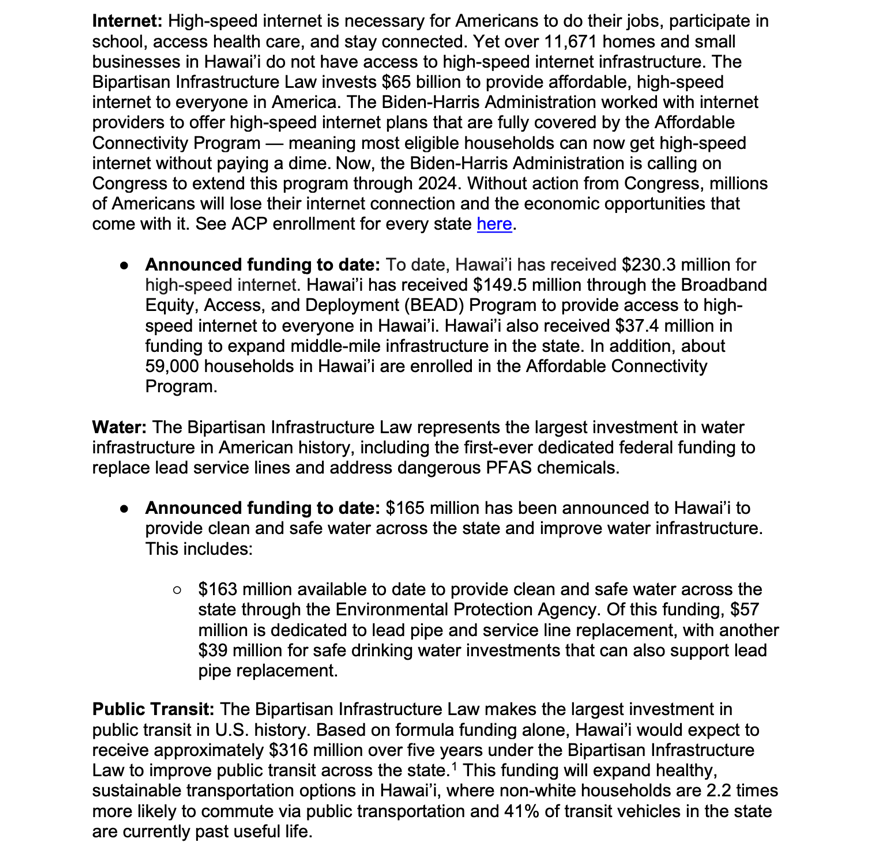 Internet: High-speed internet is necessary for Americans to do their jobs, participate in
school, access health care, and stay connected. Yet over 11,671 homes and small
businesses in Hawai’i do not have access to high-speed internet infrastructure. The
Bipartisan Infrastructure Law invests $65 billion to provide affordable, high-speed
internet to everyone in America. The Biden-Harris Administration worked with internet
providers to offer high-speed internet plans that are fully covered by the Affordable
Connectivity Program — meaning most eligible households can now get high-speed
internet without paying a dime. Now, the Biden-Harris Administration is calling on
Congress to extend this program through 2024. Without action from Congress, millions
of Americans will lose their internet connection and the economic opportunities that
come with it. See ACP enrollment for every state here.
● Announced funding to date: To date, Hawai’i has received $230.3 million for
high-speed internet. Hawai’i has received $149.5 million through the Broadband
Equity, Access, and Deployment (BEAD) Program to provide access to high-
speed internet to everyone in Hawai’i. Hawai’i also received $37.4 million in
funding to expand middle-mile infrastructure in the state. In addition, about
59,000 households in Hawai’i are enrolled in the Affordable Connectivity
Program.
Water: The Bipartisan Infrastructure Law represents the largest investment in water
infrastructure in American history, including the first-ever dedicated federal funding to
replace lead service lines and address dangerous PFAS chemicals.
● Announced funding to date: $165 million has been announced to Hawai’i to
provide clean and safe water across the state and improve water infrastructure.
This includes:
○ $163 million available to date to provide clean and safe water across the
state through the Environmental Protection Agency. Of this funding, $57
million is dedicated to lead pipe and service line replacement, with another
$39 million for safe drinking water investments that can also support lead
pipe replacement.
Public Transit: The Bipartisan Infrastructure Law makes the largest investment in
public transit in U.S. history. Based on formula funding alone, Hawai’i would expect to
receive approximately $316 million over five years under the Bipartisan Infrastructure
Law to improve public transit across the state.¹ This funding will expand healthy,
sustainable transportation options in Hawai’i, where non-white households are 2.2 times
more likely to commute via public transportation and 41% of transit vehicles in the state
are currently past useful life.